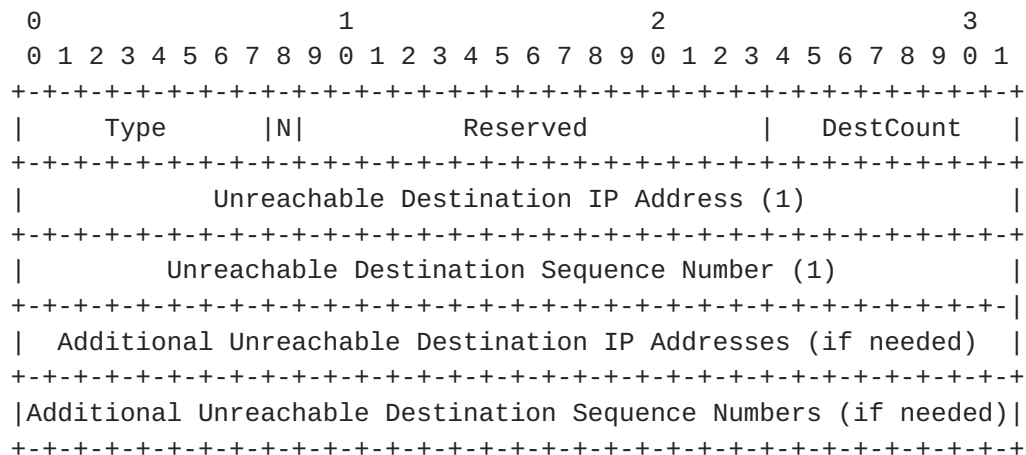 0                   1                   2                   3
 0 1 2 3 4 5 6 7 8 9 0 1 2 3 4 5 6 7 8 9 0 1 2 3 4 5 6 7 8 9 0 1
+-+-+-+-+-+-+-+-+-+-+-+-+-+-+-+-+-+-+-+-+-+-+-+-+-+-+-+-+-+-+-+-+
|     Type      |N|          Reserved           |   DestCount   |
+-+-+-+-+-+-+-+-+-+-+-+-+-+-+-+-+-+-+-+-+-+-+-+-+-+-+-+-+-+-+-+-+
|            Unreachable Destination IP Address (1)             |
+-+-+-+-+-+-+-+-+-+-+-+-+-+-+-+-+-+-+-+-+-+-+-+-+-+-+-+-+-+-+-+-+
|         Unreachable Destination Sequence Number (1)           |
+-+-+-+-+-+-+-+-+-+-+-+-+-+-+-+-+-+-+-+-+-+-+-+-+-+-+-+-+-+-+-+-|
|  Additional Unreachable Destination IP Addresses (if needed)  |
+-+-+-+-+-+-+-+-+-+-+-+-+-+-+-+-+-+-+-+-+-+-+-+-+-+-+-+-+-+-+-+-+
|Additional Unreachable Destination Sequence Numbers (if needed)|
+-+-+-+-+-+-+-+-+-+-+-+-+-+-+-+-+-+-+-+-+-+-+-+-+-+-+-+-+-+-+-+-+